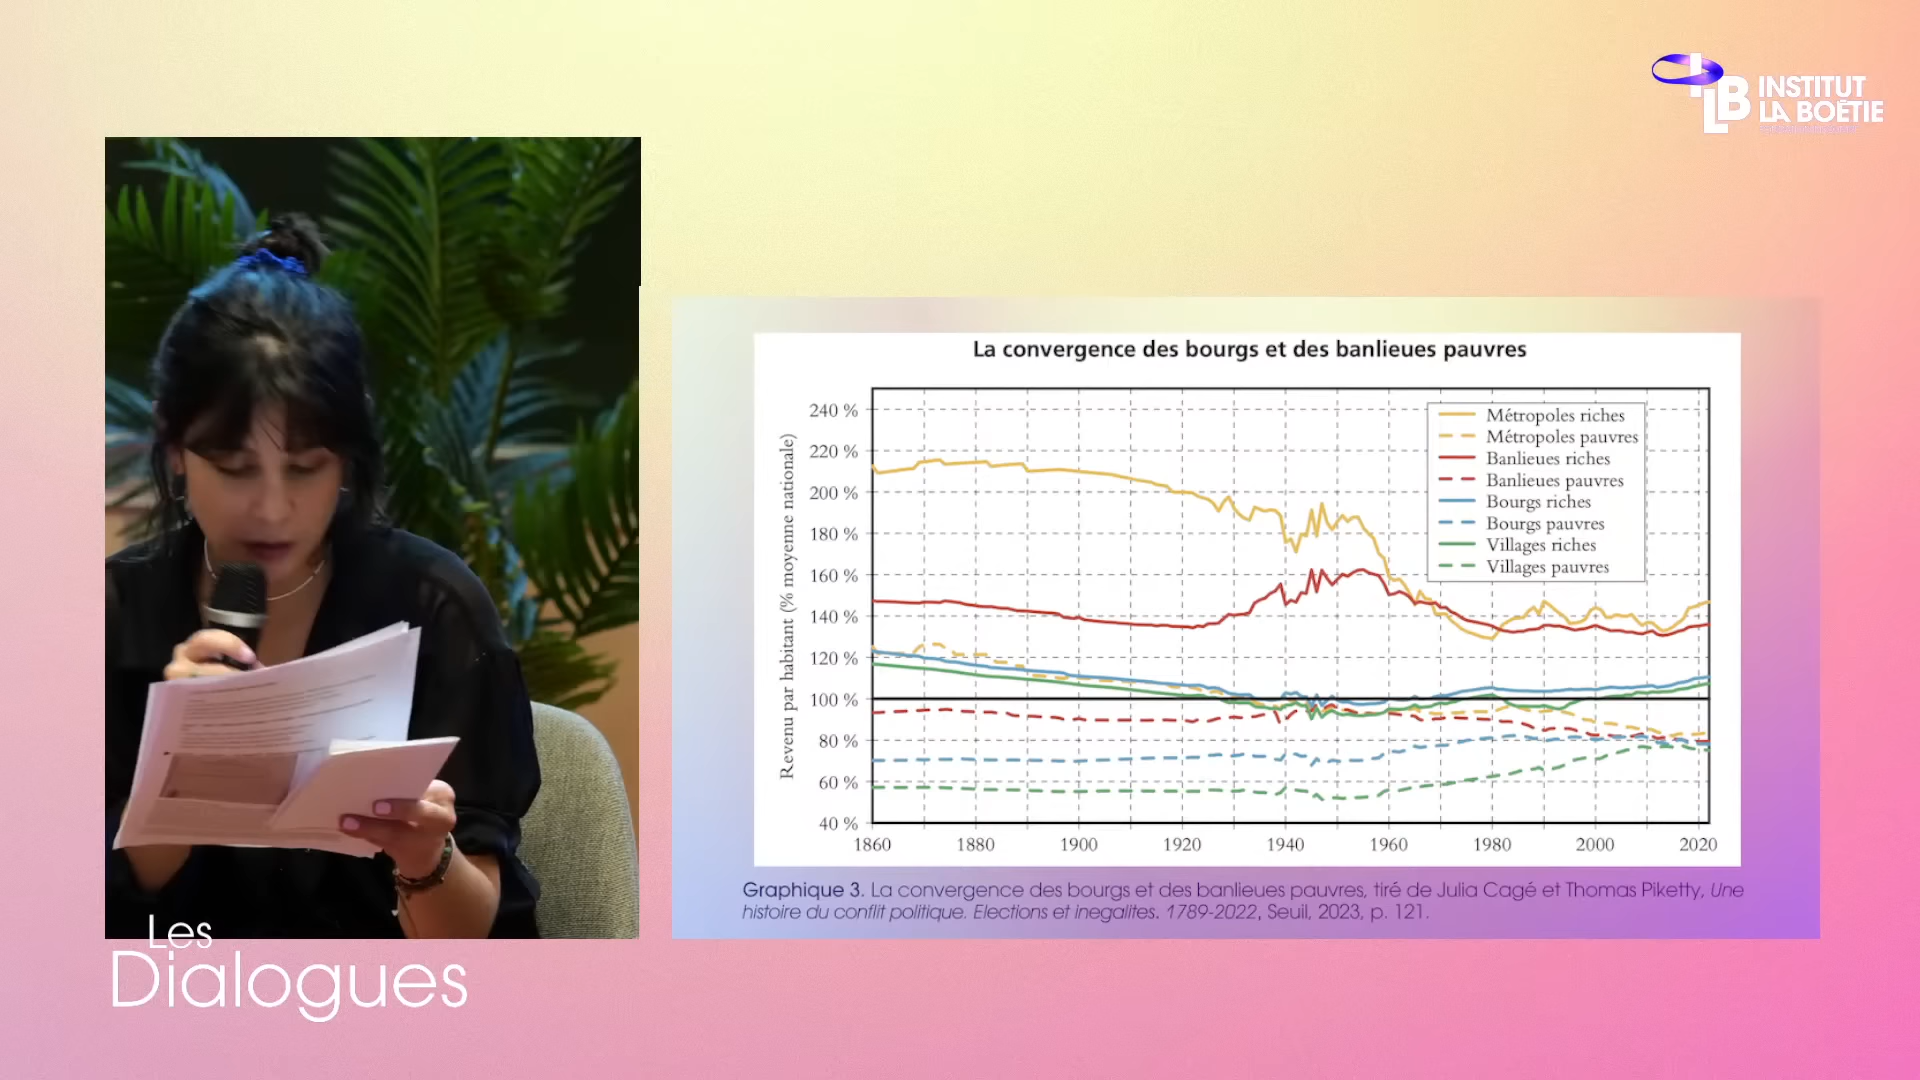 INSTITUT
LA BOÉTIE
La convergence des bourgs et des banlieues pauvres
Revenu par habitant (% moyenne nationale)
240 %
220 %
200 %
180 %
160 %
140 %
120 %
100 %
80 %
60 %
40 %
1860 1880 1900 1920 1940 1960 1980 2000 2020
Métropoles riches
Métropoles pauvres
Banlieues riches
Banlieues pauvres
Bourgs riches
Bourgs pauvres
Villages riches
Villages pauvres
Graphique 3. La convergence des bourgs et des banlieues pauvres, tiré de Julia Cagé et Thomas Piketty, Une
histoire du conflit politique. Elections et inegalites. 1789-2022, Seuil, 2023, p. 121.
Les
Dialogues